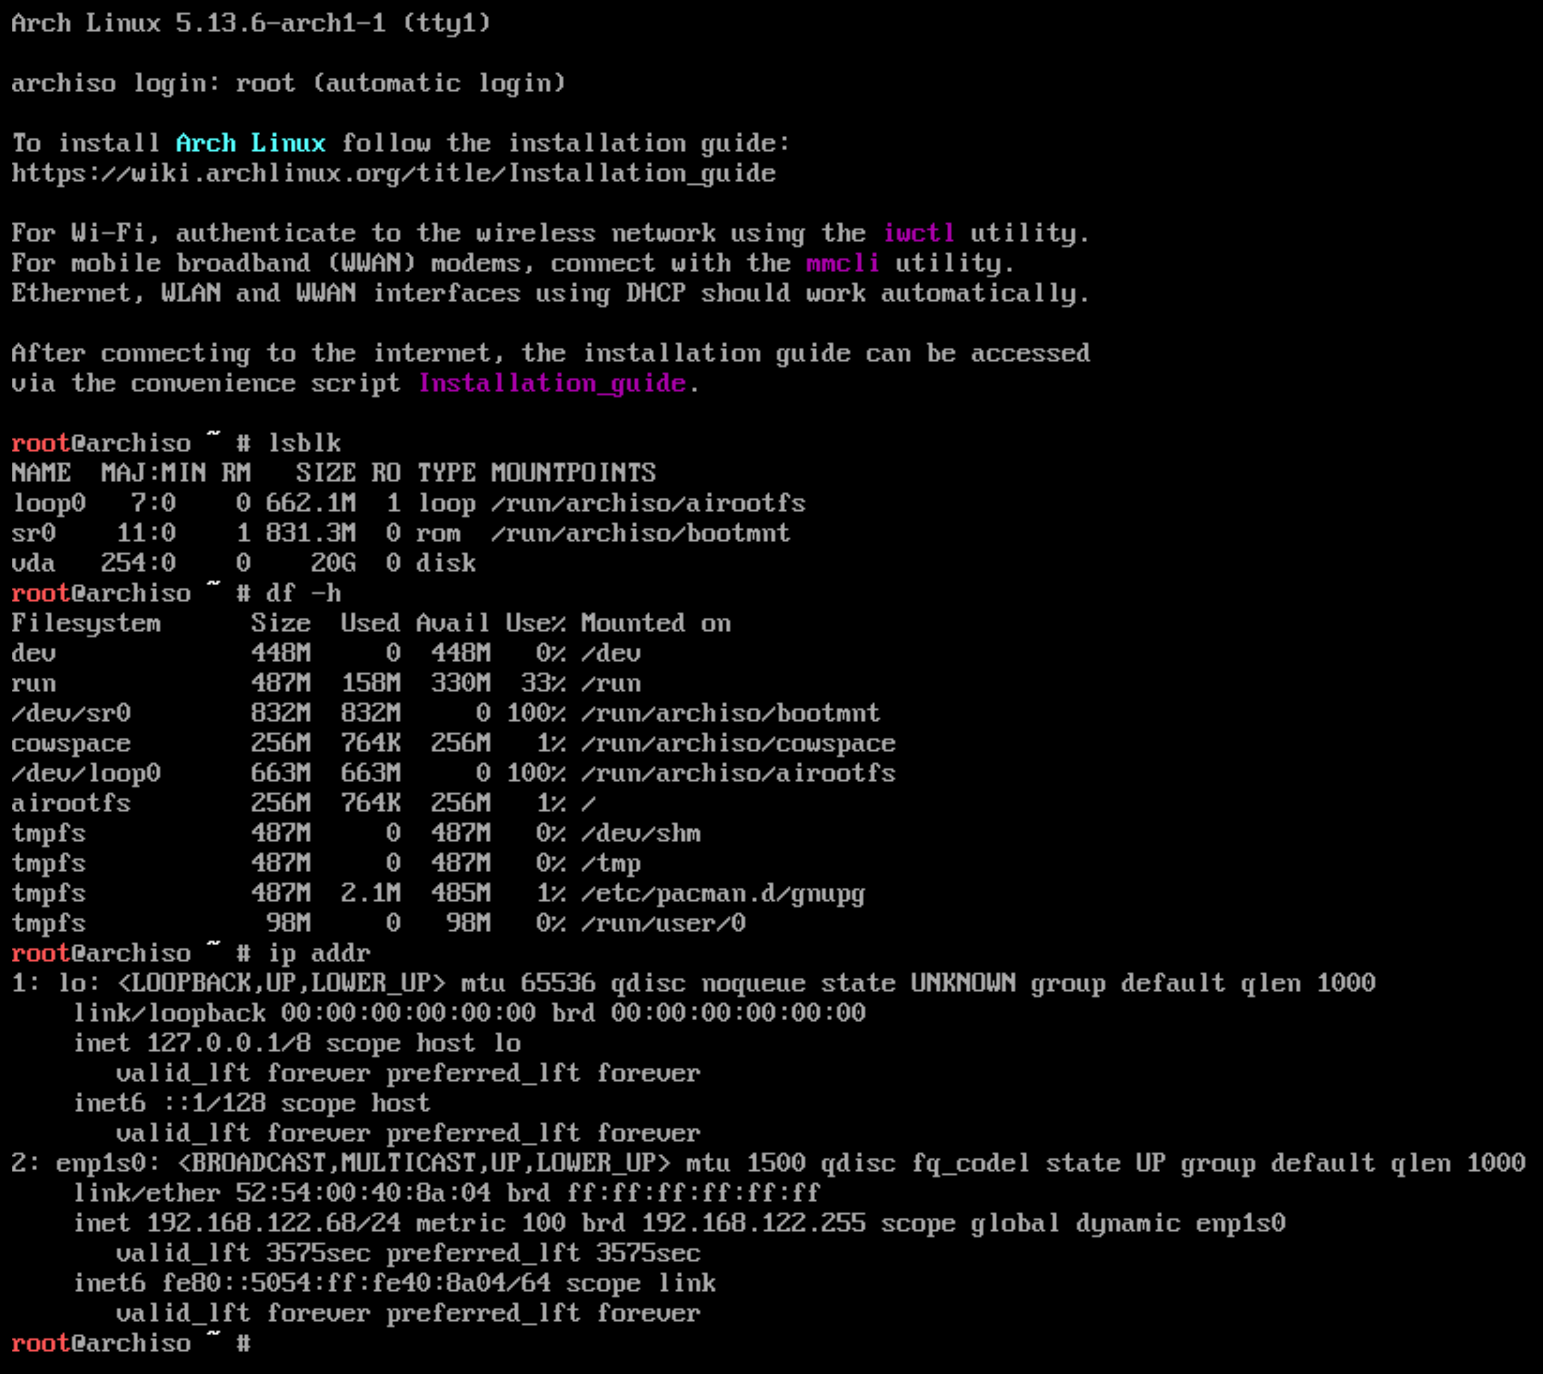 Arch Linux 5.13.6-arch1-1 (tty1)
archiso login: root (automatic login)
To install Arch Linux follow the installation guide:
https://wiki.archlinux.org/title/Installation_guide
For Wi-Fi, authenticate to the wireless network using the iwctl utility.
For mobile broadband (WWAN) modems, connect with the mmcli utility.
Ethernet, WLAN and WWAN interfaces using DHCP should work automatically.
After connecting to the internet, the installation guide can be accessed
via the convenience script Installation_guide.
root@archiso ~ # lsblk
NAME  MAJ:MIN RM   SIZE RO TYPE MOUNTPOINTS
loop0   7:0    0 662.1M  1 loop /run/archiso/airootfs
sr0    11:0    1 831.3M  0 rom  /run/archiso/bootmnt
vda   254:0    0    20G  0 disk
root@archiso ~ # df -h
Filesystem      Size  Used Avail Use% Mounted on
dev             448M     0  448M   0% /dev
run             487M  158M  330M  33% /run
/dev/sr0        832M  832M     0 100% /run/archiso/bootmnt
cowspace        256M  764K  256M   1% /run/archiso/cowspace
/dev/loop0      663M  663M     0 100% /run/archiso/airootfs
airootfs        256M  764K  256M   1% /
tmpfs           487M     0  487M   0% /dev/shm
tmpfs           487M     0  487M   0% /tmp
tmpfs           487M  2.1M  485M   1% /etc/pacman.d/gnupg
tmpfs            98M     0   98M   0% /run/user/0
root@archiso ~ # ip addr
1: lo: <LOOPBACK,UP,LOWER_UP> mtu 65536 qdisc noqueue state UNKNOWN group default qlen 1000
    link/loopback 00:00:00:00:00:00 brd 00:00:00:00:00:00
    inet 127.0.0.1/8 scope host lo
       valid_lft forever preferred_lft forever
    inet6 ::1/128 scope host
       valid_lft forever preferred_lft forever
2: enp1s0: <BROADCAST,MULTICAST,UP,LOWER_UP> mtu 1500 qdisc fq_codel state UP group default qlen 1000
    link/ether 52:54:00:40:8a:04 brd ff:ff:ff:ff:ff:ff
    inet 192.168.122.68/24 metric 100 brd 192.168.122.255 scope global dynamic enp1s0
       valid_lft 3575sec preferred_lft 3575sec
    inet6 fe80::5054:ff:fe40:8a04/64 scope link
       valid_lft forever preferred_lft forever
root@archiso ~ #